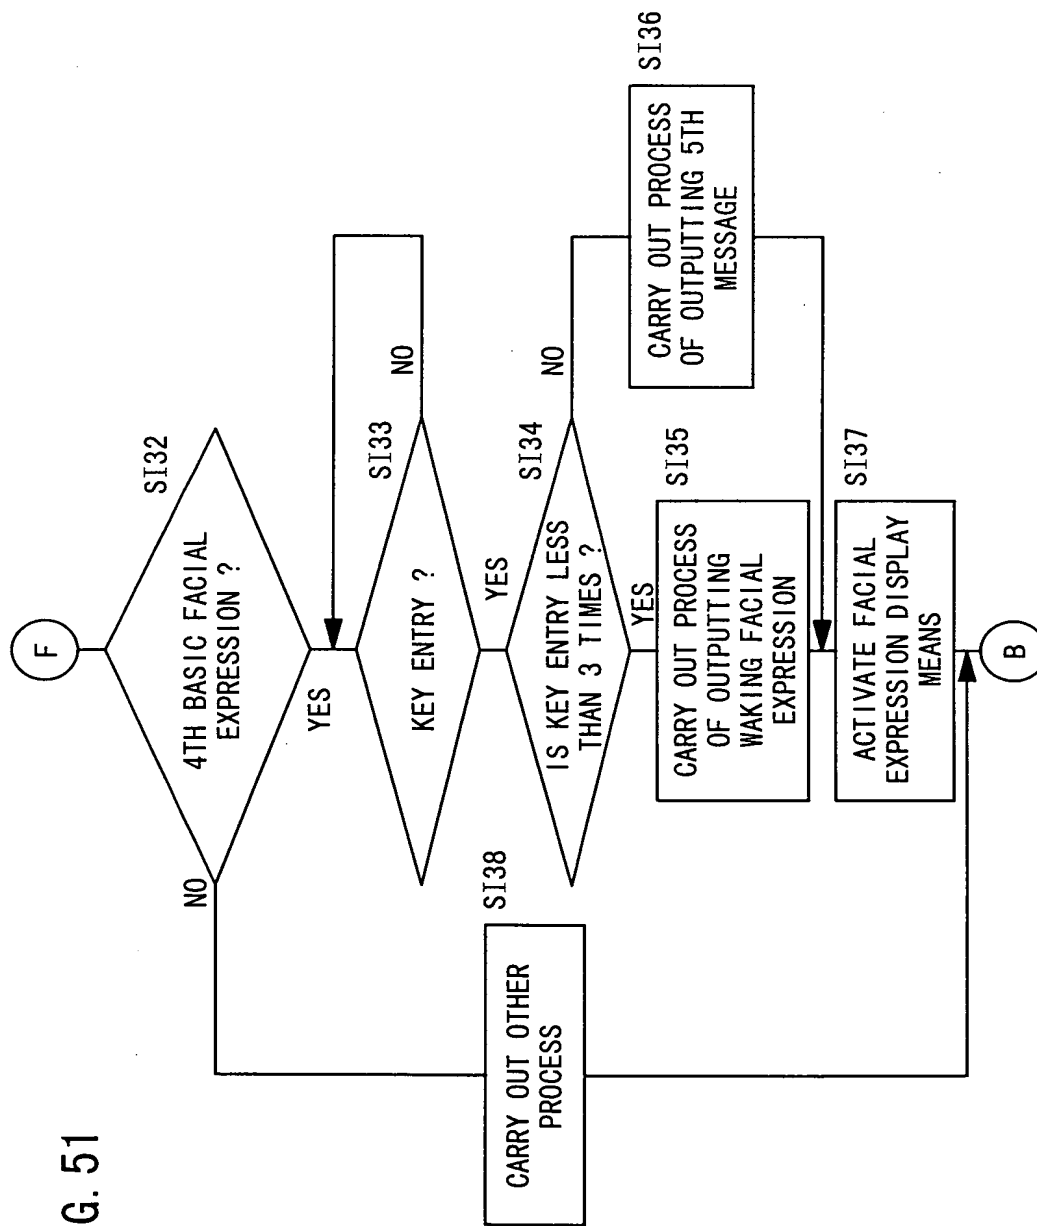 G. 51
F
SI32
4TH BASIC FACIAL
EXPRESSION ?
NO
YES
SI33
KEY ENTRY ?
NO
YES
SI34
IS KEY ENTRY LESS
THAN 3 TIMES ?
NO
YES
SI35
CARRY OUT PROCESS
OF OUTPUTTING
WAKING FACIAL
EXPRESSION
SI36
CARRY OUT PROCESS
OF OUTPUTTING 5TH
MESSAGE
SI37
ACTIVATE FACIAL
EXPRESSION DISPLAY
MEANS
SI38
CARRY OUT OTHER
PROCESS
B